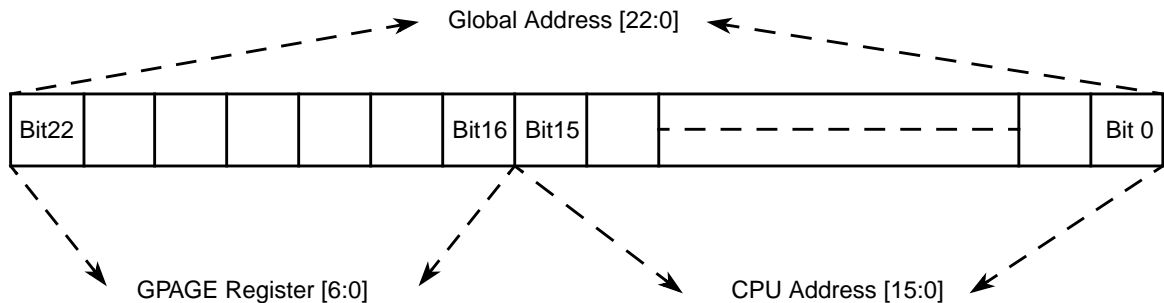 Global Address [22:0]
Bit22 Bit16 Bit15 Bit 0
GPAGE Register [6:0] CPU Address [15:0]